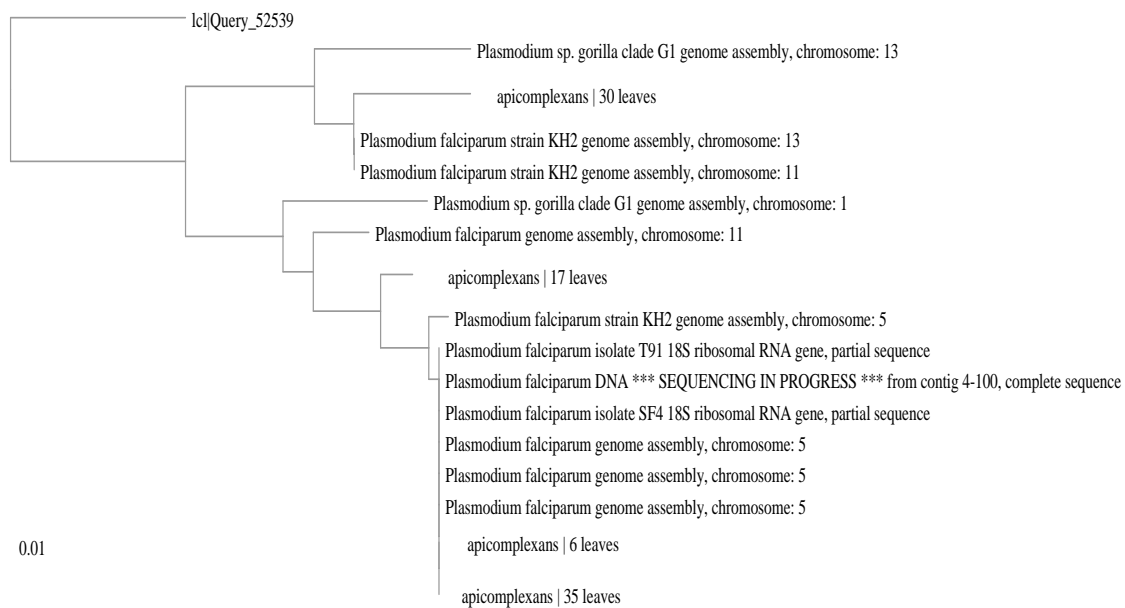 lcl|Query_52539
Plasmodium sp. gorilla clade G1 genome assembly, chromosome: 13
apicomplexans | 30 leaves
Plasmodium falciparum strain KH2 genome assembly, chromosome: 13
Plasmodium falciparum strain KH2 genome assembly, chromosome: 11
Plasmodium sp. gorilla clade G1 genome assembly, chromosome: 1
Plasmodium falciparum genome assembly, chromosome: 11
apicomplexans | 17 leaves
Plasmodium falciparum strain KH2 genome assembly, chromosome: 5
Plasmodium falciparum isolate T91 18S ribosomal RNA gene, partial sequence
Plasmodium falciparum DNA *** SEQUENCING IN PROGRESS *** from contig 4-100, complete sequence
Plasmodium falciparum isolate SF4 18S ribosomal RNA gene, partial sequence
Plasmodium falciparum genome assembly, chromosome: 5
Plasmodium falciparum genome assembly, chromosome: 5
Plasmodium falciparum genome assembly, chromosome: 5
apicomplexans | 6 leaves
0.01
apicomplexans | 35 leaves